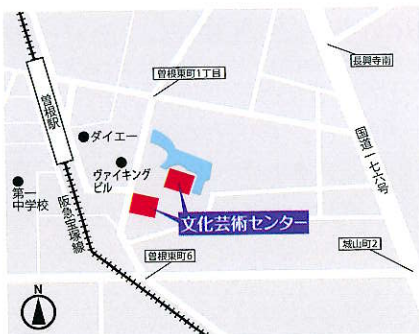 長興寺南
曽根東町1丁目
曽根駅
ダイエー
国道一七六号
ヴァイキング
ビル
第一
中学校
阪急宝塚線
文化芸術センター
城山町2
曽根東町6
N